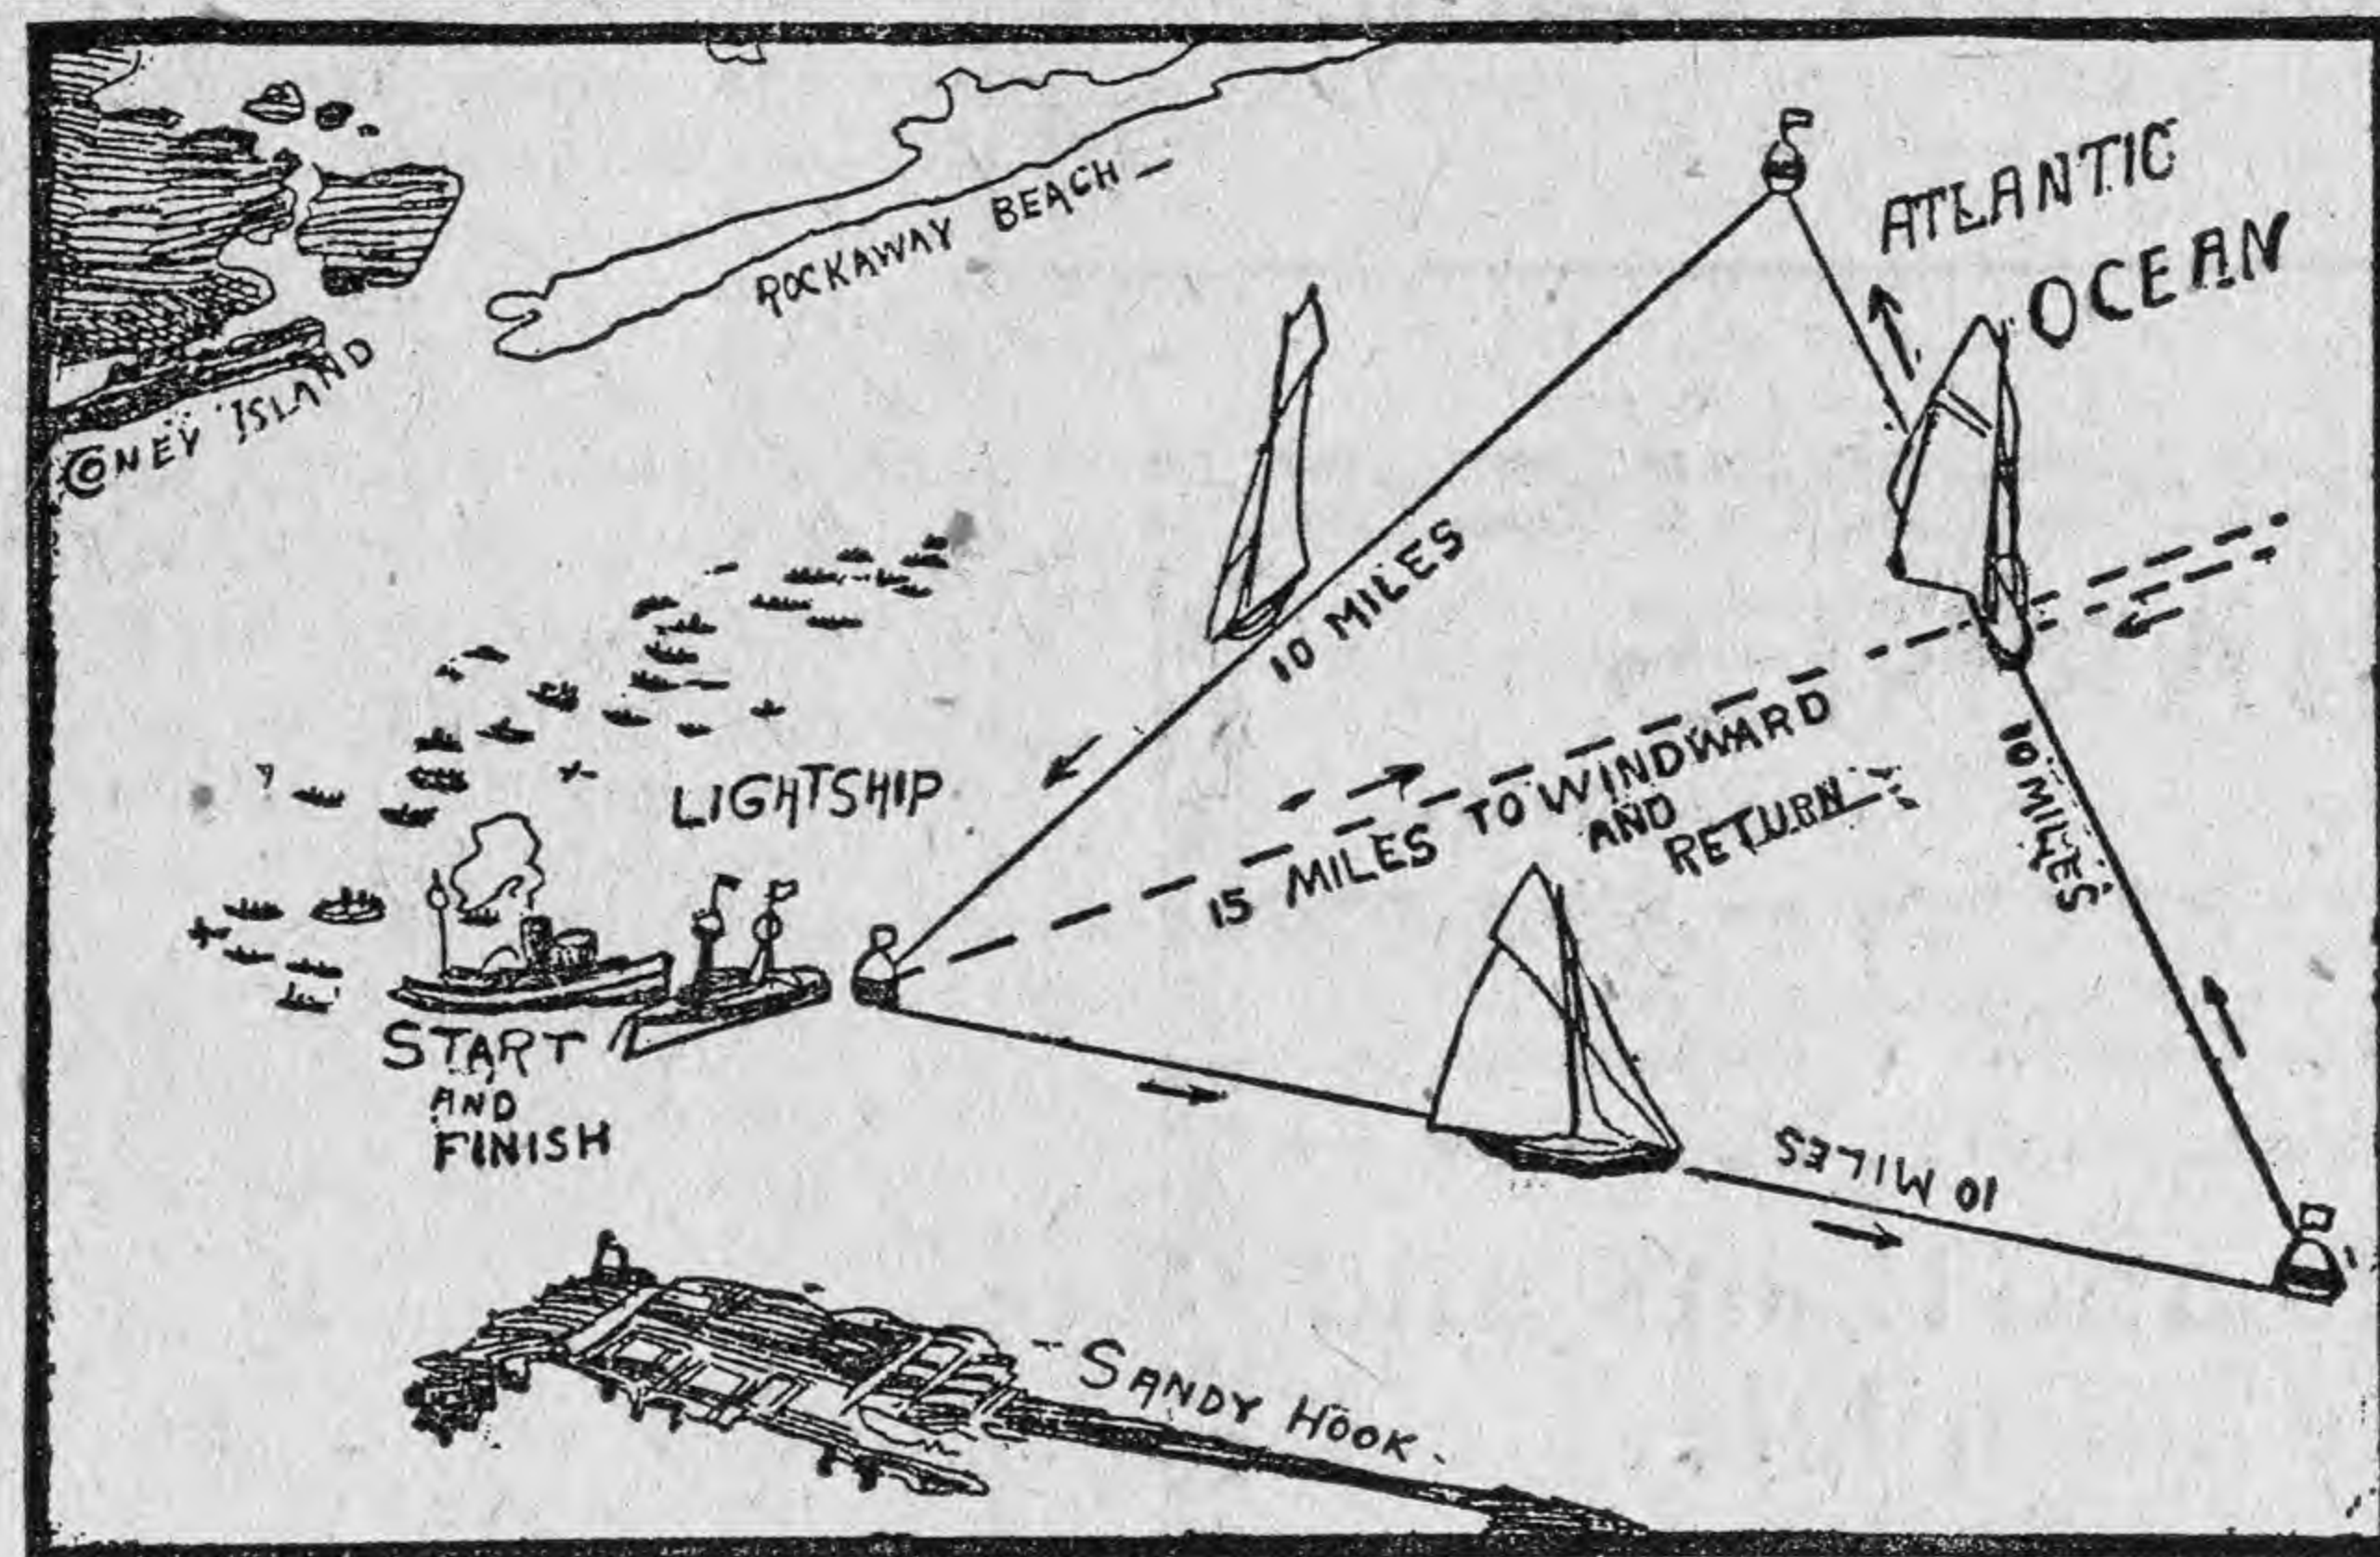 ATLANTIC
OCEAN
ROCKAWAY BEACH
CONEY ISLAND
10 MILES
15 MILES TO WINDWARD
AND
RETURN
10 MILES
LIGHTSHIP
START
AND
FINISH
10 MILES
SANDY HOOK